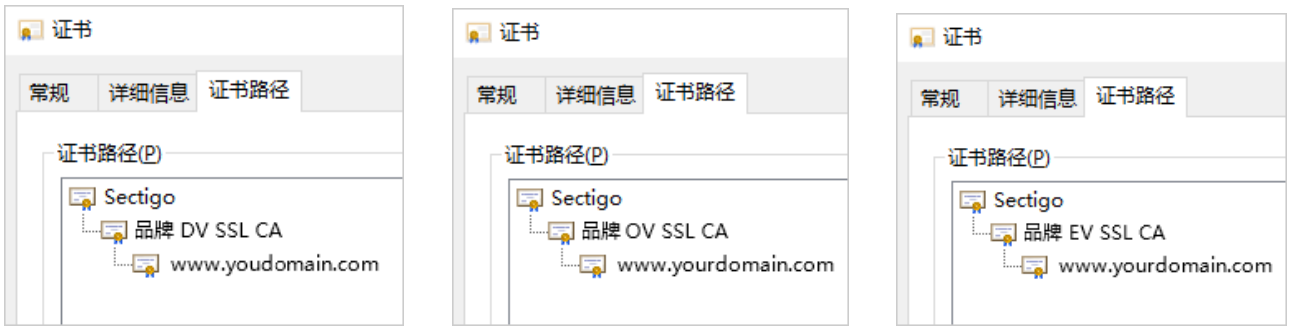 证书
常规 详细信息 证书路径
证书路径(P)
Sectigo
品牌 DV SSL CA
www.youdomain.com
证书
常规 详细信息 证书路径
证书路径(P)
Sectigo
品牌 OV SSL CA
www.yourdomain.com
证书
常规 详细信息 证书路径
证书路径(P)
Sectigo
品牌 EV SSL CA
www.yourdomain.com